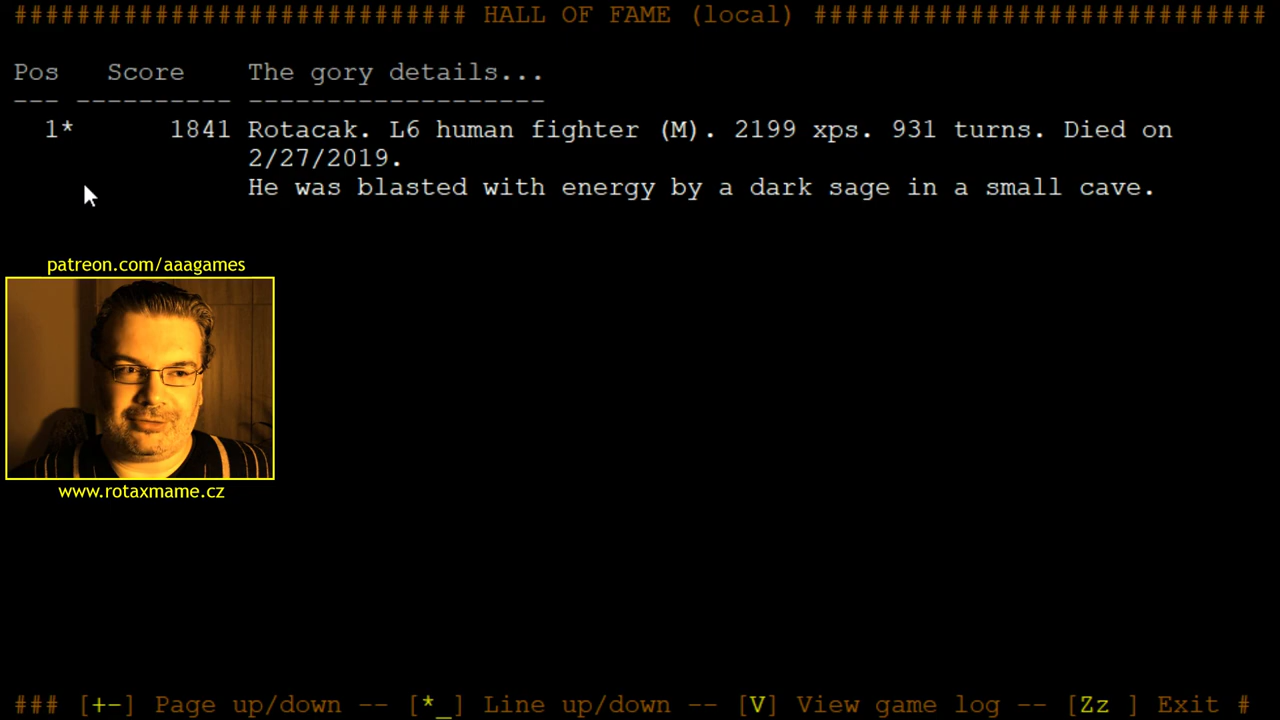 ############################# HALL OF FAME (local) #############################
Pos Score The gory details...
--- ---------- -------------------
1* 1841 Rotacak. L6 human fighter (M). 2199 xps. 931 turns. Died on
2/27/2019.
He was blasted with energy by a dark sage in a small cave.
patreon.com/aaagames
www.rotaxmame.cz
### [+-] Page up/down -- [*_] Line up/down -- [V] View game log -- [Zz ] Exit #